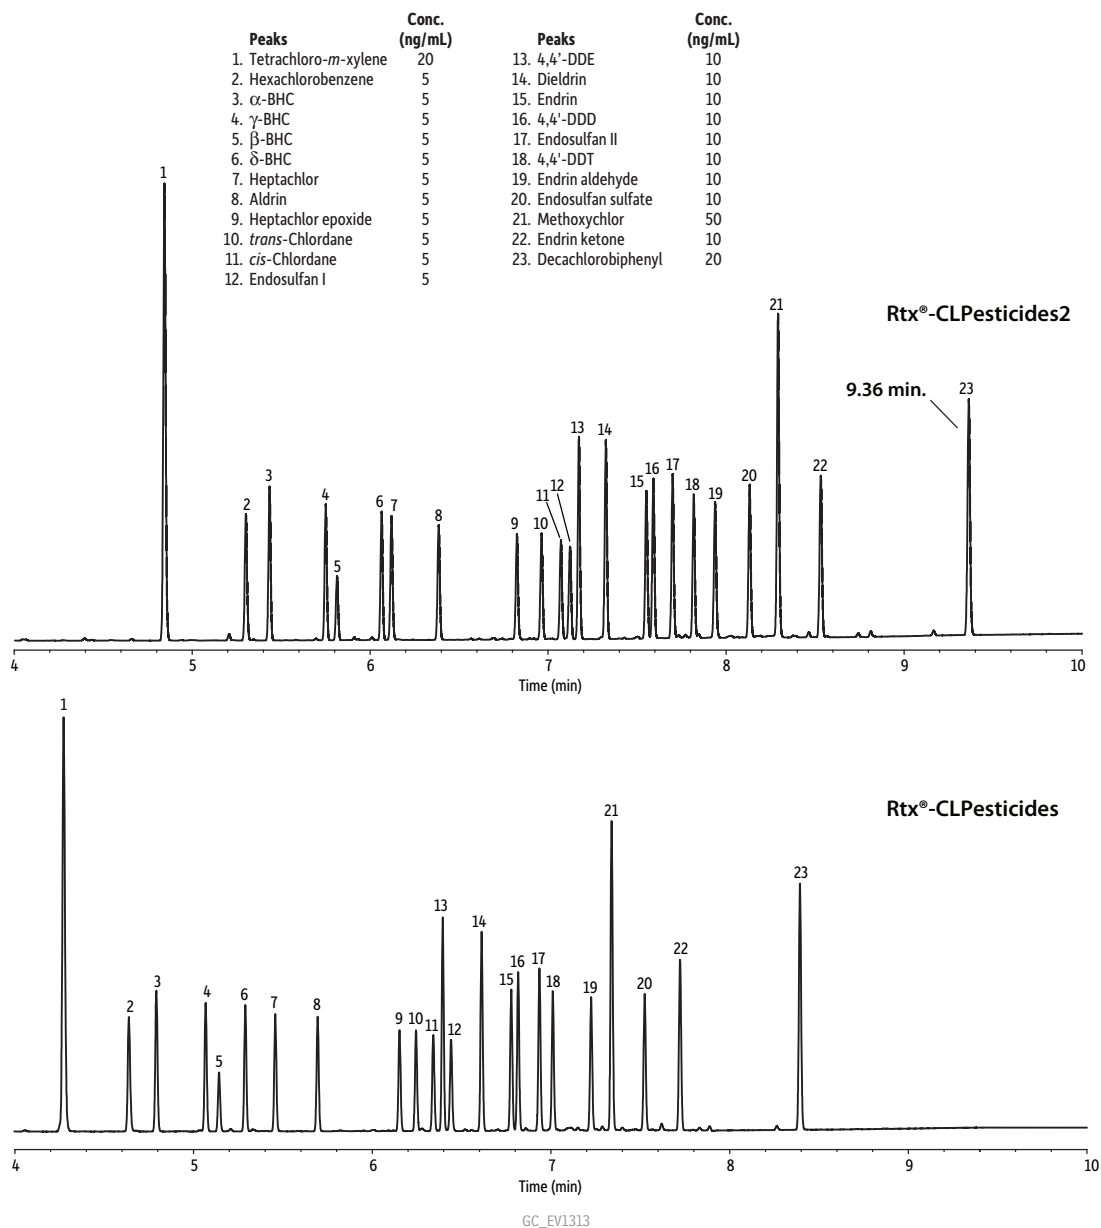 Conc.
Peaks (ng/mL)
1. Tetrachloro-m-xylene 20
2. Hexachlorobenzene 5
3. α-BHC 5
4. γ-BHC 5
5. β-BHC 5
6. δ-BHC 5
7. Heptachlor 5
8. Aldrin 5
9. Heptachlor epoxide 5
10. trans-Chlordane 5
11. cis-Chlordane 5
12. Endosulfan I 5
Conc.
Peaks (ng/mL)
13. 4,4’-DDE 10
14. Dieldrin 10
15. Endrin 10
16. 4,4'-DDD 10
17. Endosulfan II 10
18. 4,4'-DDT 10
19. Endrin aldehyde 10
20. Endosulfan sulfate 10
21. Methoxychlor 50
22. Endrin ketone 10
23. Decachlorobiphenyl 20
Rtx®-CLPesticides2
9.36 min.
1 2 3 4 5 6 7 8 9 10 11 12 13 14 15 16 17 18 19 20 21 22 23
4 5 6 7 8 9 10
Time (min)
Rtx®-CLPesticides
1 2 3 4 5 6 7 8 9 10 11 13 12 14 15 16 17 18 19 21 20 22 23
4 5 6 7 8 9 10
Time (min)
GC_EV1313